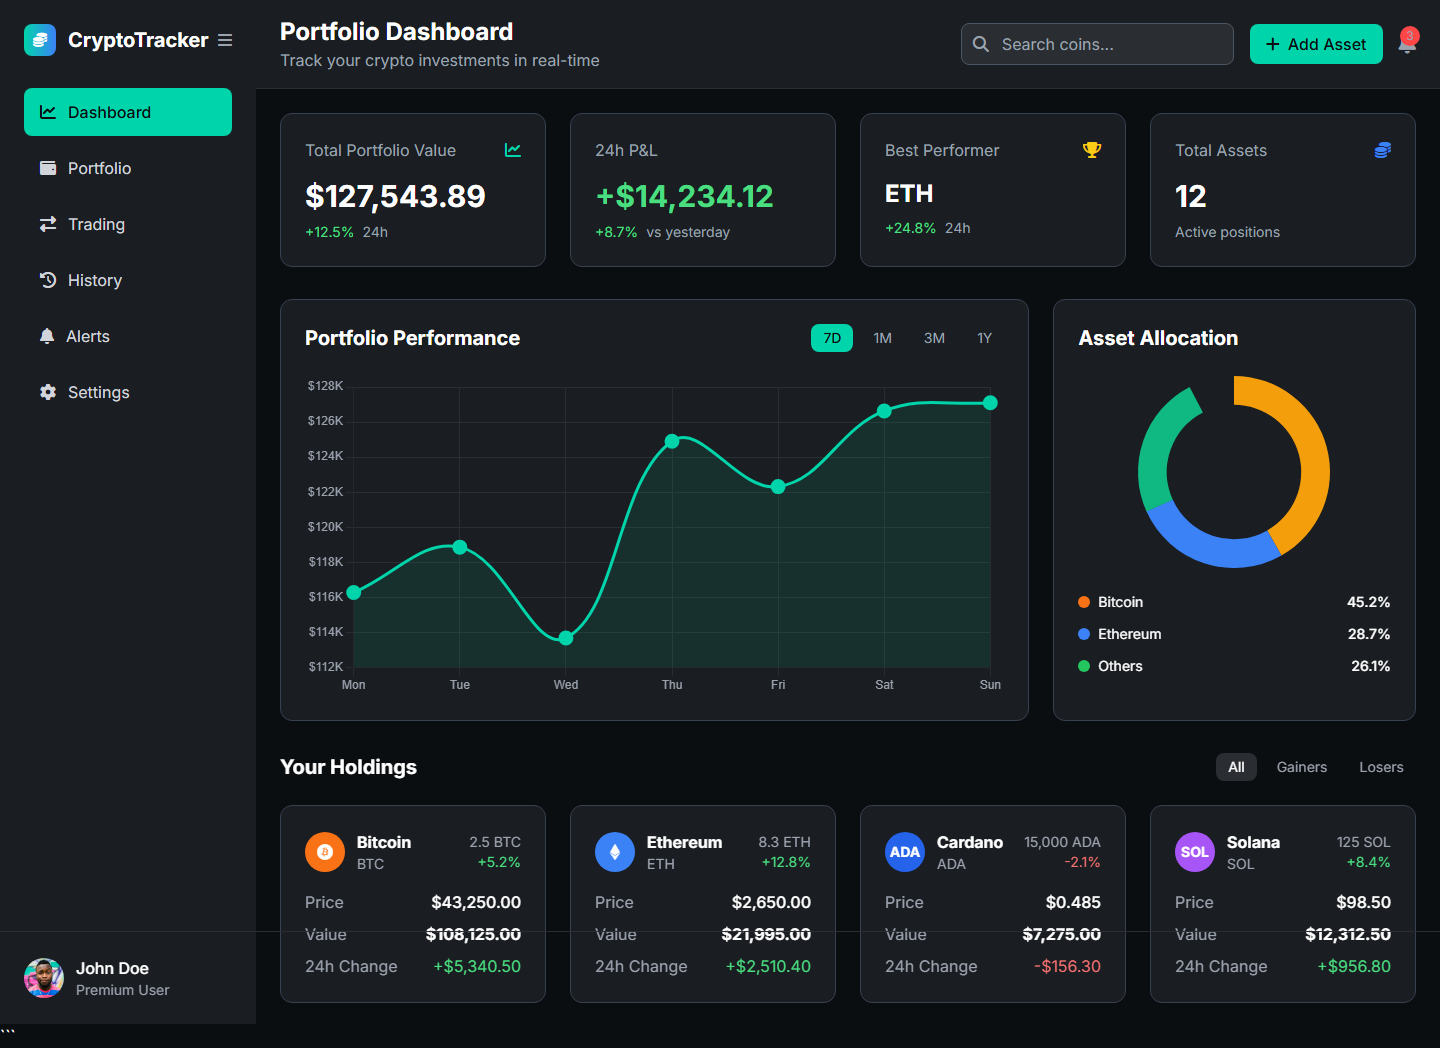 CryptoTracker
Dashboard
Portfolio
Trading
History
Alerts
Settings
John Doe
Premium User
```
Portfolio Dashboard
Track your crypto investments in real-time
Search coins...
Add Asset
3
Total Portfolio Value
$127,543.89
+12.5% 24h
24h P&L
+$14,234.12
+8.7% vs yesterday
Best Performer
ETH
+24.8% 24h
Total Assets
12
Active positions
Portfolio Performance
7D 1M 3M 1Y
$128K
$126K
$124K
$122K
$120K
$118K
$116K
$114K
$112K
Mon Tue Wed Thu Fri Sat Sun
Asset Allocation
Bitcoin 45.2%
Ethereum 28.7%
Others 26.1%
Your Holdings
All Gainers Losers
Bitcoin 2.5 BTC
BTC +5.2%
Price $43,250.00
Value $108,125.00
24h Change +$5,340.50
Ethereum 8.3 ETH
ETH +12.8%
Price $2,650.00
Value $21,995.00
24h Change +$2,510.40
ADA
Cardano 15,000 ADA
ADA -2.1%
Price $0.485
Value $7,275.00
24h Change -$156.30
SOL
Solana 125 SOL
SOL +8.4%
Price $98.50
Value $12,312.50
24h Change +$956.80